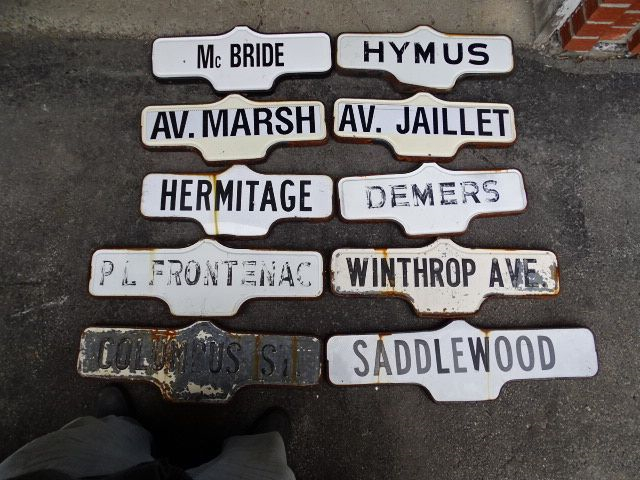 Mc BRIDE
HYMUS
AV. MARSH
AV. JAILLET
HERMITAGE
DEMERS
PL FRONTENAC
WINTHROP AVE.
COLUMBUS ST
SADDLEWOOD